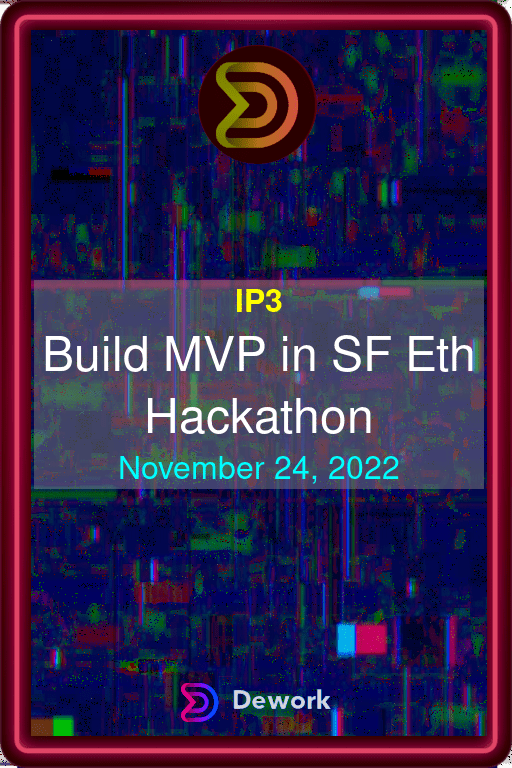 IP3
Build MVP in SF Eth
Hackathon
November 24, 2022
Dework